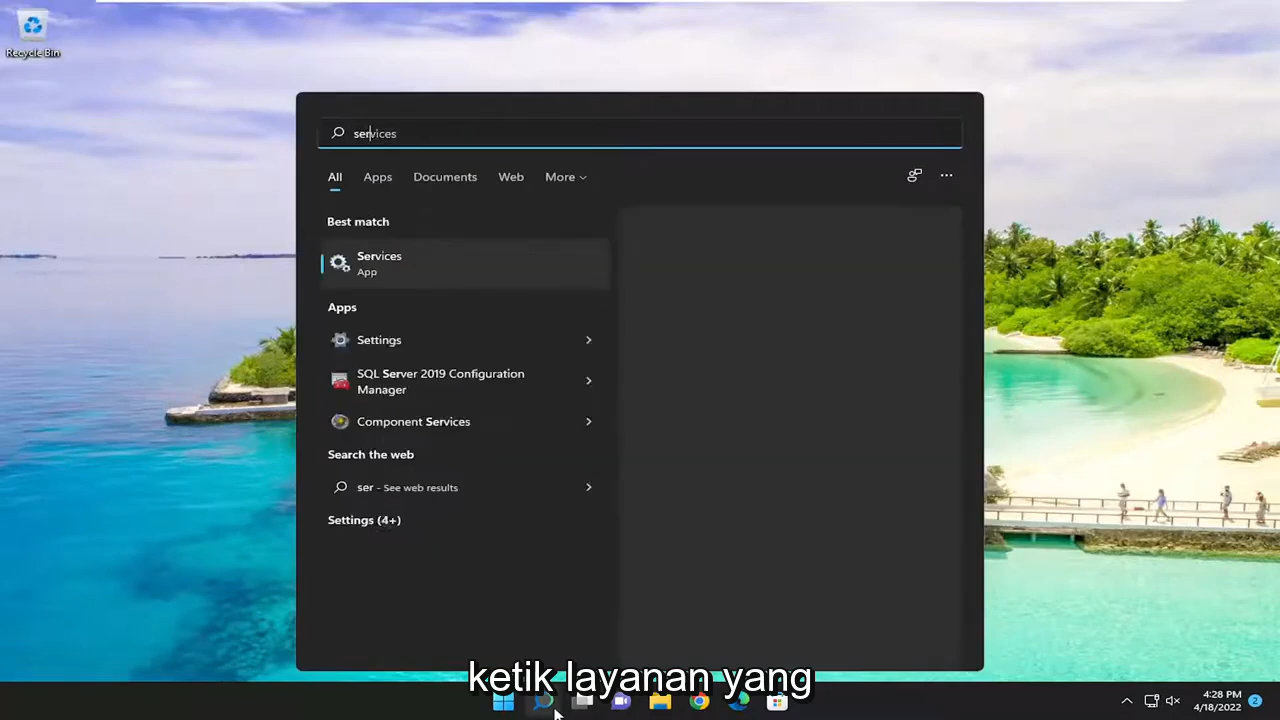 Recycle Bin
services
All Apps Documents Web More
Best match
Services
App
Apps
Settings
SQL Server 2019 Configuration
Manager
Component Services
Search the web
ser - See web results
Settings (4+)
ketik layanan yang
4:28 PM
4/18/2022
2